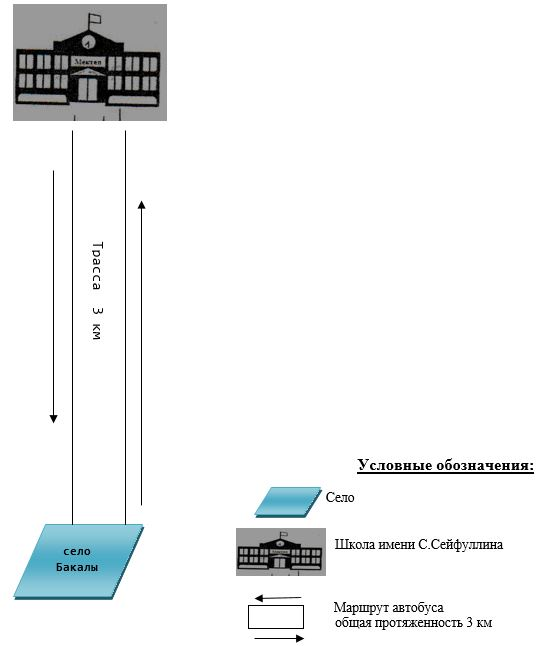 Мектеп
Трасса 3 км
село
Бакалы
Условные обозначения:
Село
Школа имени С.Сейфуллина
Маршрут автобуса
общая протяженность 3 км